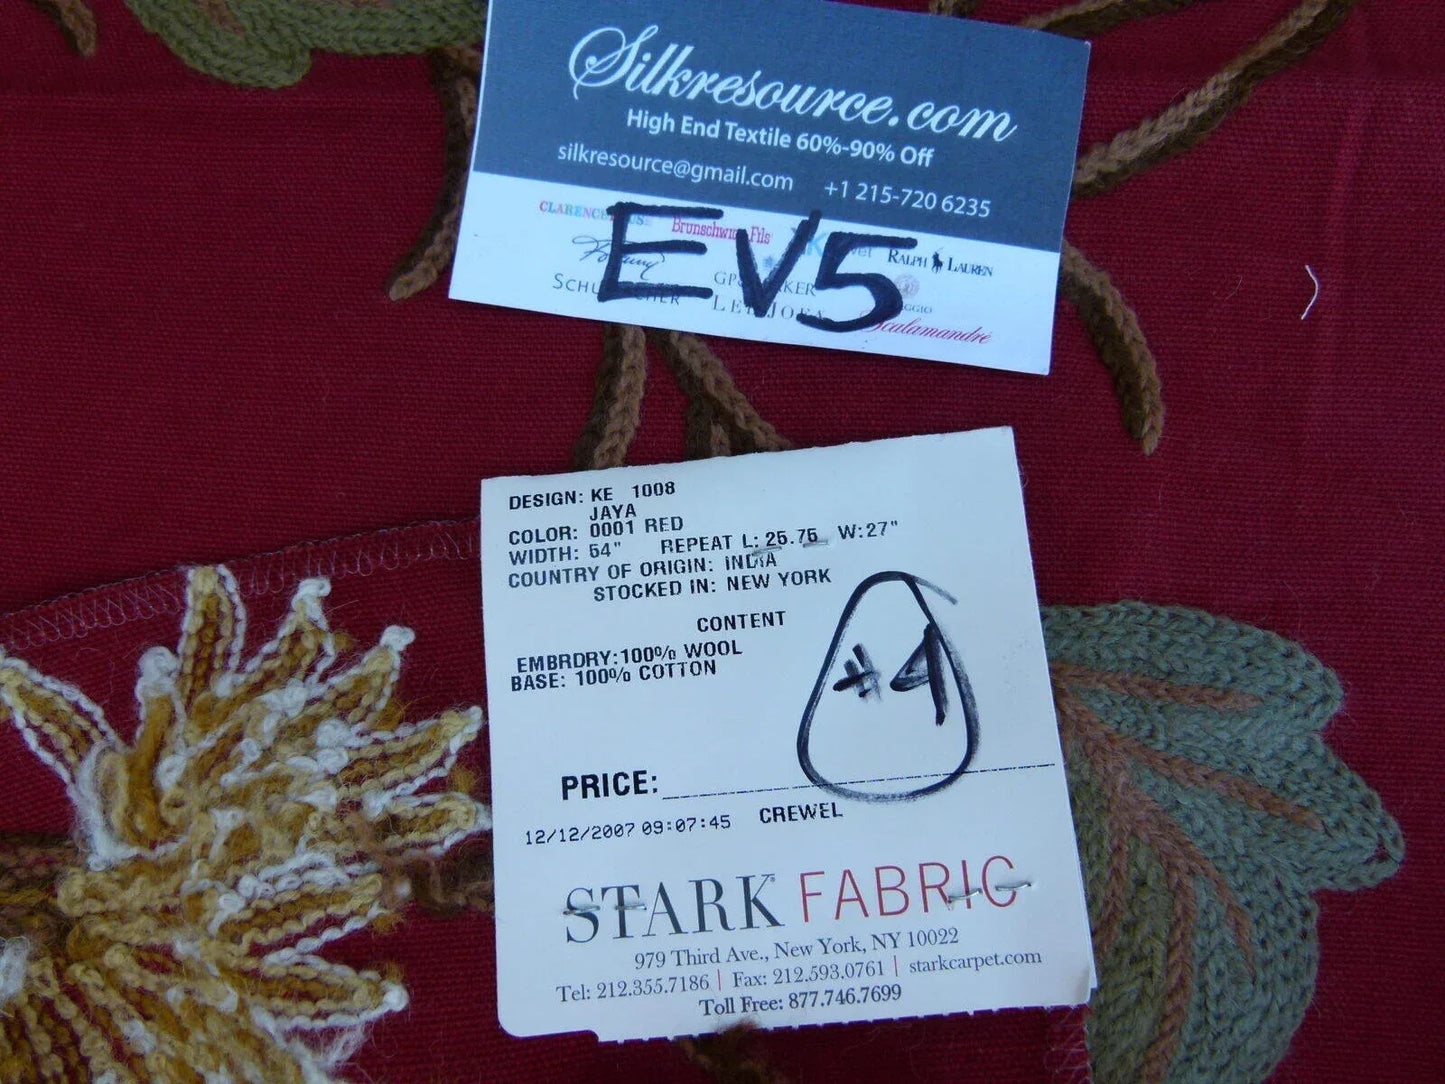 Silkresource.com
High End Textile 60%-90% Off
silkresource@gmail.com +1 215-720 6235
Brunschwig Fils
RALPH LAUREN
Scalamandré
EV5
DESIGN: KE 1008
JAYA
COLOR: 0001 RED
WIDTH: 54" REPEAT L: 25.75 W:27"
COUNTRY OF ORIGIN: INDIA
STOCKED IN: NEW YORK
CONTENT
EMBRDRY:100% WOOL
BASE: 100% COTTON
#4
PRICE:
12/12/2007 09:07:45 CREWEL
STARK FABRIC
979 Third Ave., New York, NY 10022
Tel: 212.355.7186 | Fax: 212.593.0761 | starkcarpet.com
Toll Free: 877.746.7699